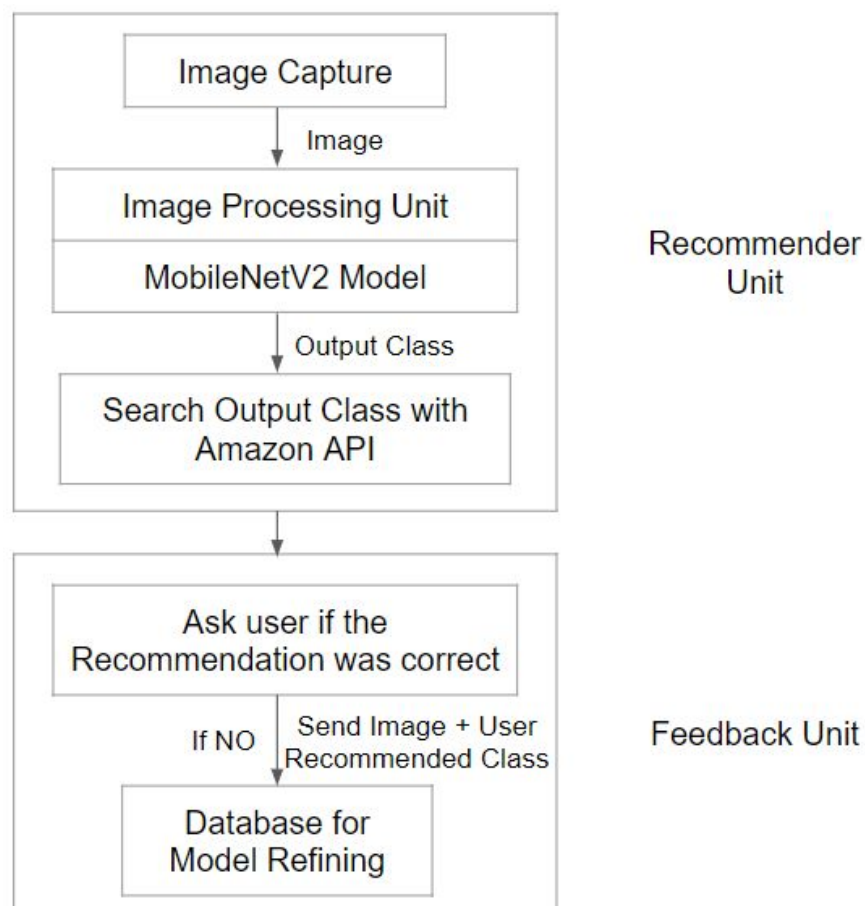 Image Capture
Image
Image Processing Unit
MobileNetV2 Model
Recommender
Unit
Output Class
Search Output Class with
Amazon API
Ask user if the
Recommendation was correct
If NO
Send Image + User
Recommended Class
Feedback Unit
Database for
Model Refining